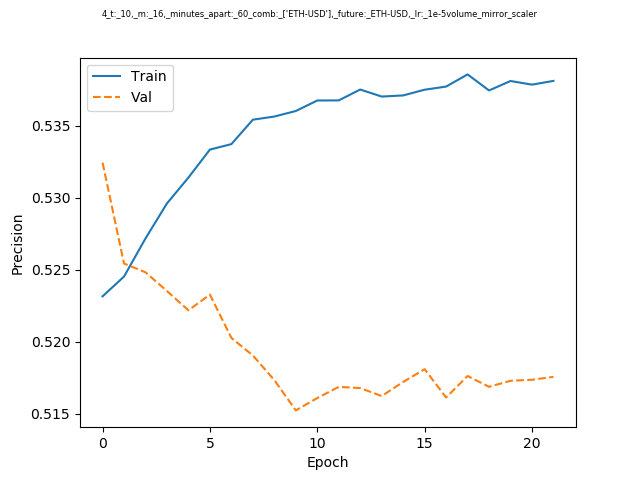 4_t:_10,_m:_16,_minutes_apart:_60_comb:_['ETH-USD'],_future:_ETH-USD,_lr:_1e-5volume_mirror_scaler
Train
Val
0.535
0.530
0.525
0.520
0.515
Precision
0 5 10 15 20
Epoch